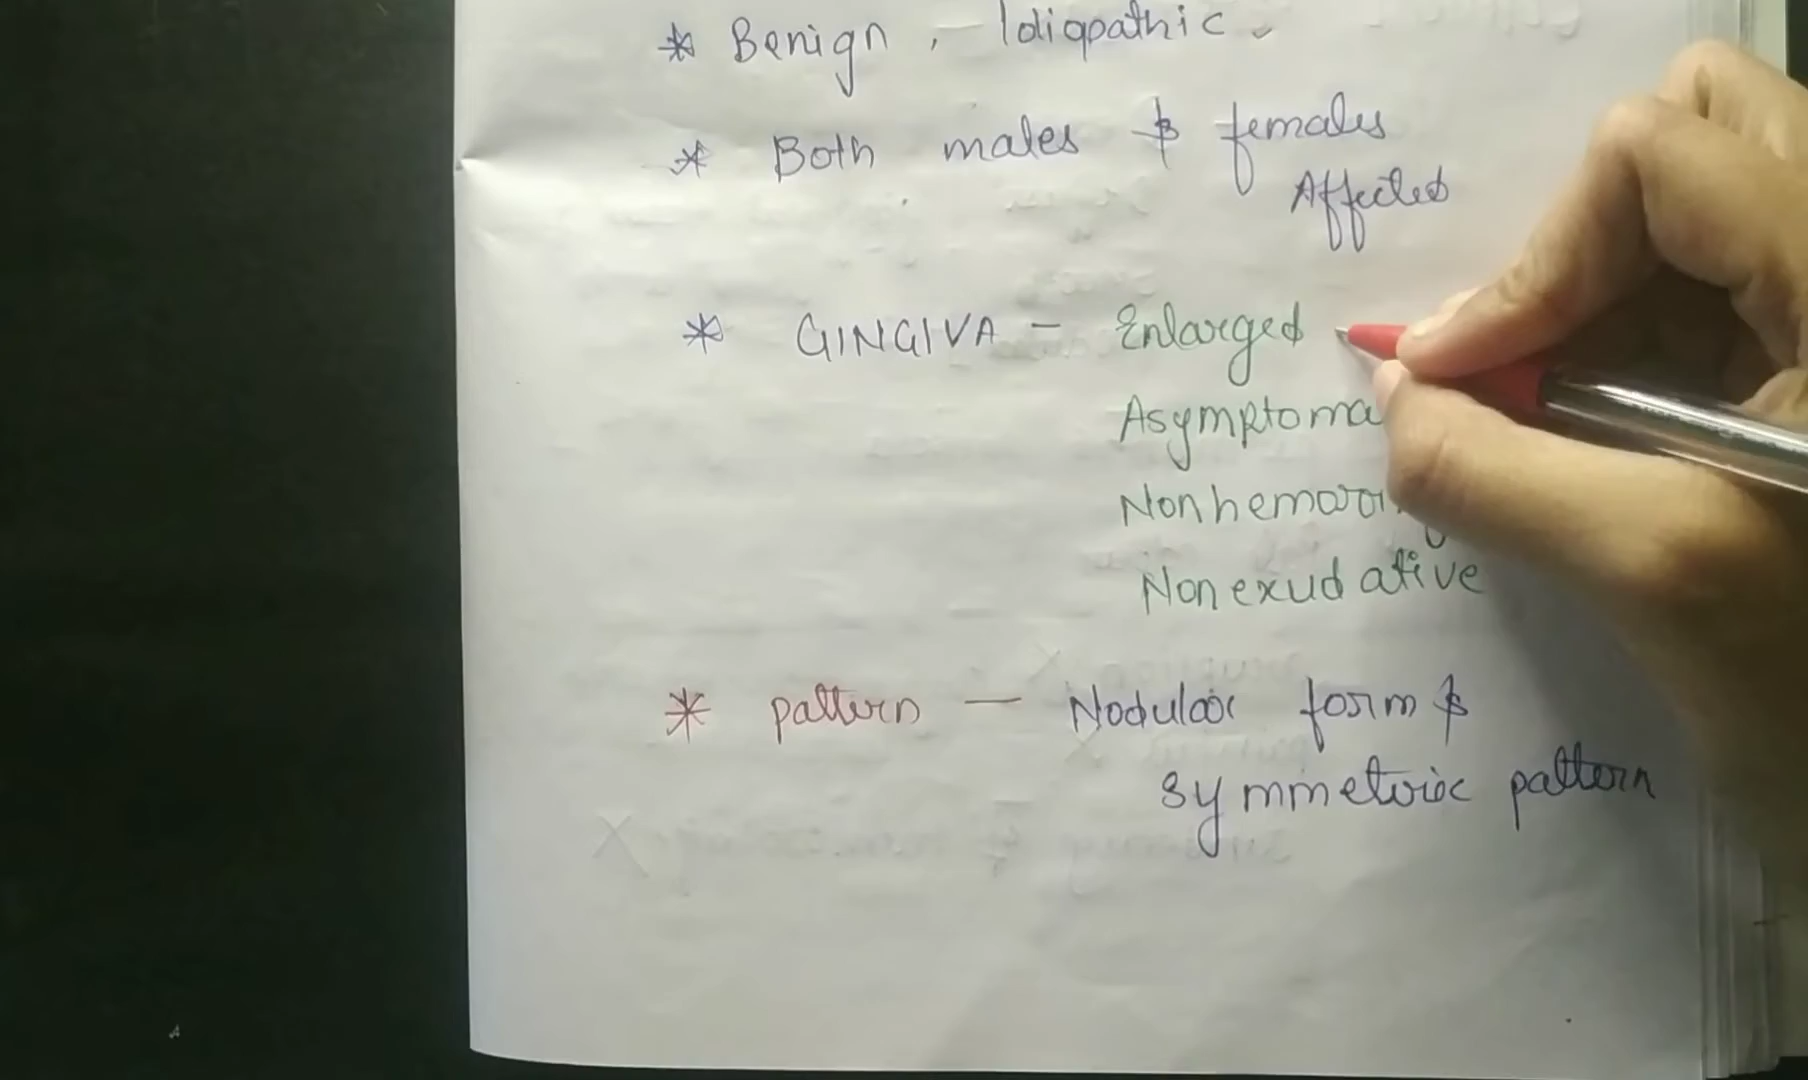 * Benign, - Idiopathic.
* Both males & females
Affected
* GINGIVA - Enlarged
Asymptoma
Nonhemorr
Nonexudative
* pattern - Nodular form &
symmetric pattern